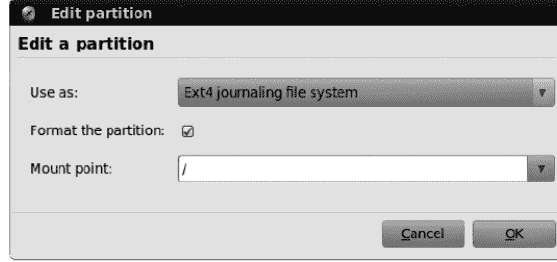 Edit partition
Edit a partition
Use as: Ext4 journaling file system
Format the partition:
Mount point: /
Cancel OK